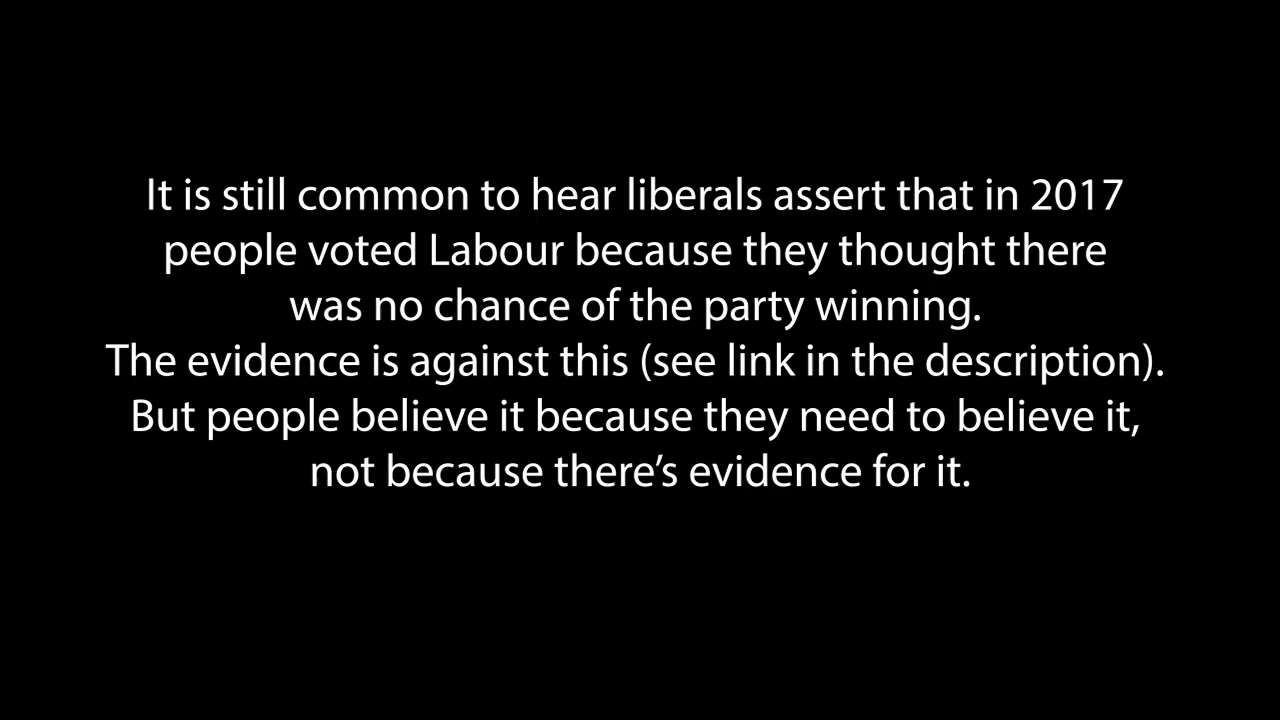 It is still common to hear liberals assert that in 2017
people voted Labour because they thought there
was no chance of the party winning.
The evidence is against this (see link in the description).
But people believe it because they need to believe it,
not because there’s evidence for it.